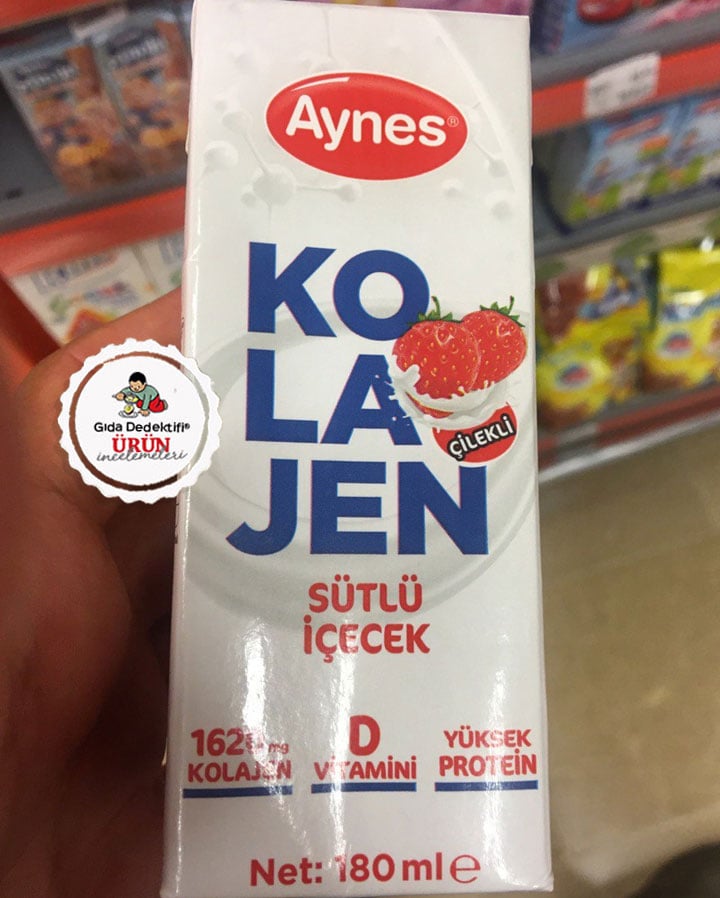 Aynes®
KO
LA
JEN
ÇİLEKLİ
SÜTLÜ
İÇECEK
mg
KOLAJEN
D
VİTAMİNİ
YÜKSEK
PROTEİN
Net: 180 ml e
Gıda Dedektifi®
ÜRÜN
incelemeleri